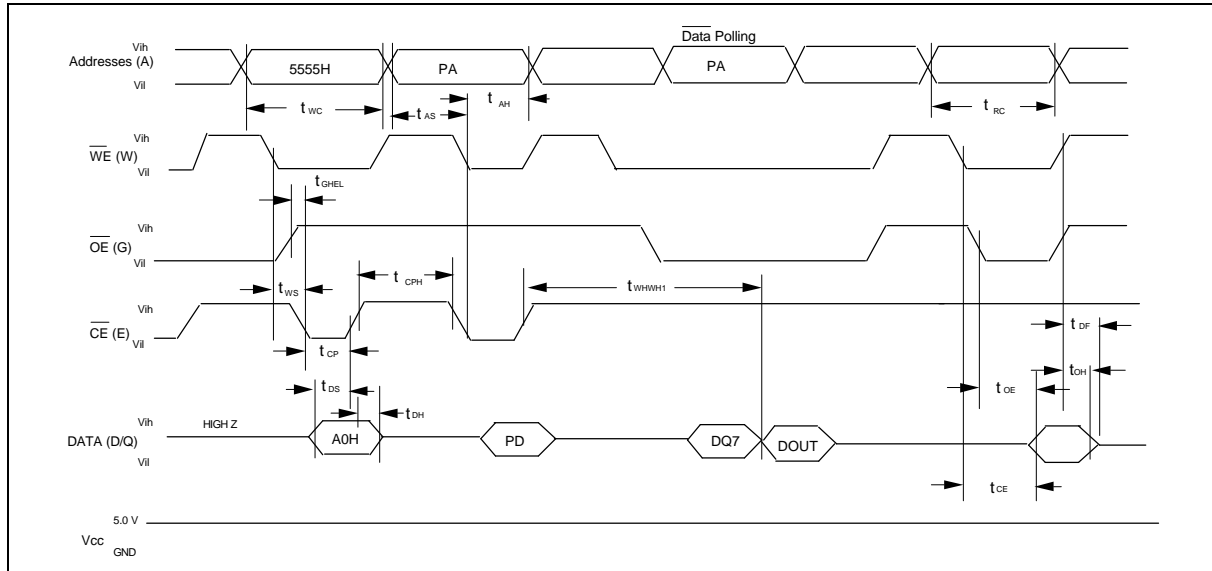 Data Polling
Vih
Addresses (A)
Vil
5555H
PA
PA
t WC
t AS
t AH
t RC
Vih
WE (W)
Vil
t GHEL
Vih
OE (G)
Vil
t WS
t CPH
t WHWH1
Vih
CE (E)
Vil
t CP
t DF
t OE
t OH
t DS
t DH
Vih
HIGH Z
DATA (D/Q)
Vil
A0H
PD
DQ7
DOUT
t CE
5.0 V
Vcc
GND